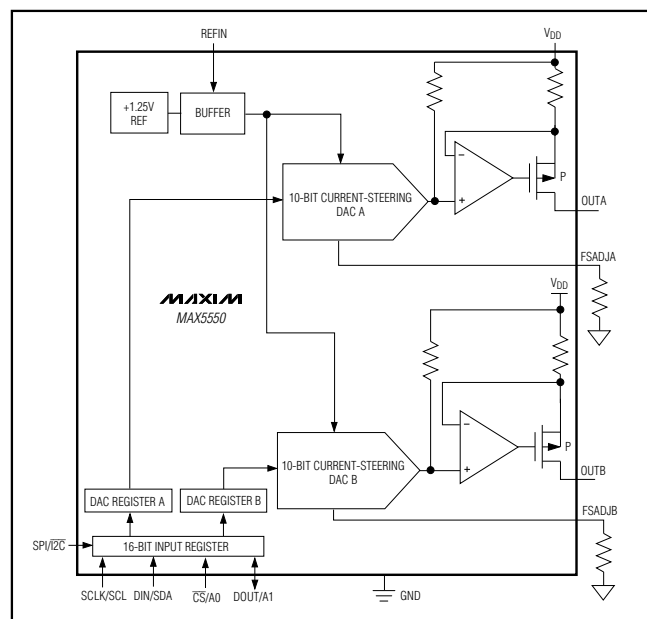 REFIN
VDD
+1.25V
REF
BUFFER
10-BIT CURRENT-STEERING
DAC A
−
+
P
OUTA
FSADJA
MAXIM
MAX5550
VDD
10-BIT CURRENT-STEERING
DAC B
−
+
P
OUTB
FSADJB
DAC REGISTER A
DAC REGISTER B
SPI/I2C
16-BIT INPUT REGISTER
SCLK/SCL
DIN/SDA
CS/A0
DOUT/A1
GND